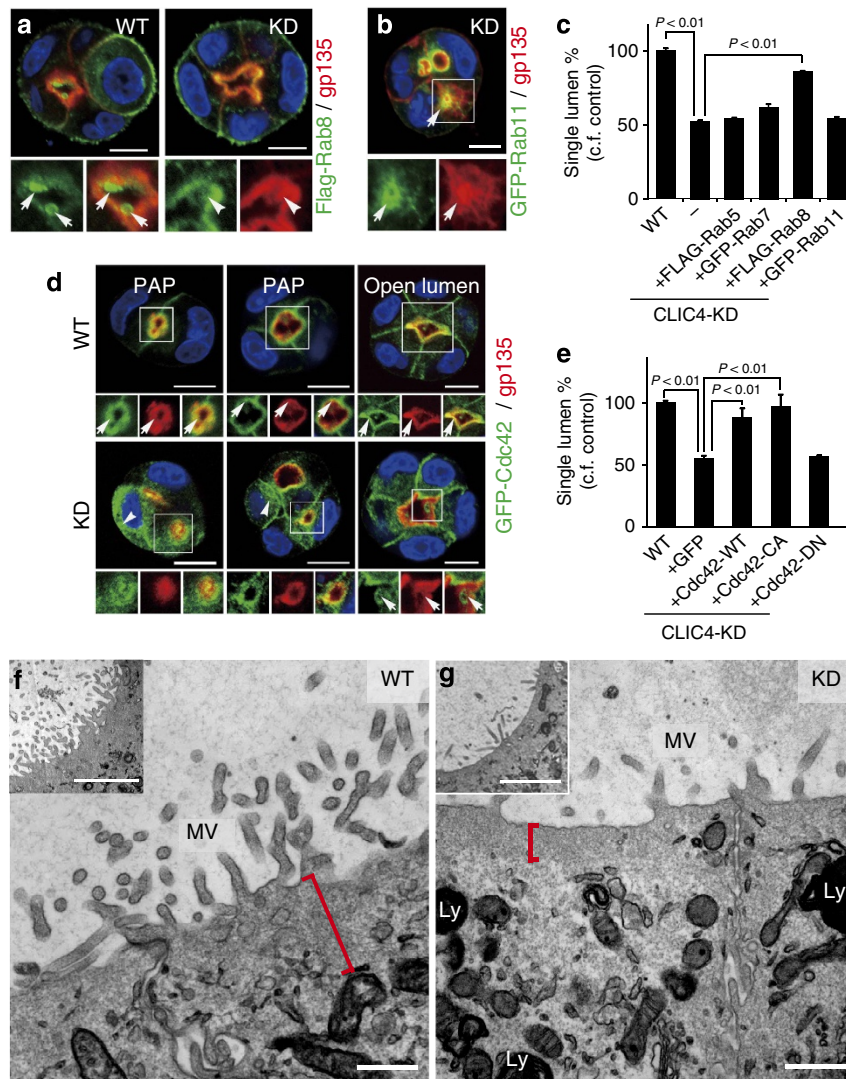 a
WT
KD
Flag-Rab8 / gp135
b
KD
GFP-Rab11 / gp135
c
Single lumen %
(c.f. control)
100
50
0
P < 0.01
P < 0.01
WT
–
+FLAG-Rab5
+GFP-Rab7
+FLAG-Rab8
+GFP-Rab11
CLIC4-KD
d
PAP
PAP
Open lumen
WT
KD
GFP-Cdc42 / gp135
e
Single lumen %
(c.f. control)
100
50
0
P < 0.01
P < 0.01
P < 0.01
WT
+GFP
+Cdc42-WT
+Cdc42-CA
+Cdc42-DN
CLIC4-KD
f
WT
MV
g
KD
MV
Ly
Ly
Ly